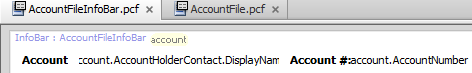 AccountFileInfoBar.pcf × AccountFile.pcf ×
InfoBar : AccountFileInfoBar account
Account ccount.AccountHolderContact.DisplayNam Account #:account.AccountNumber